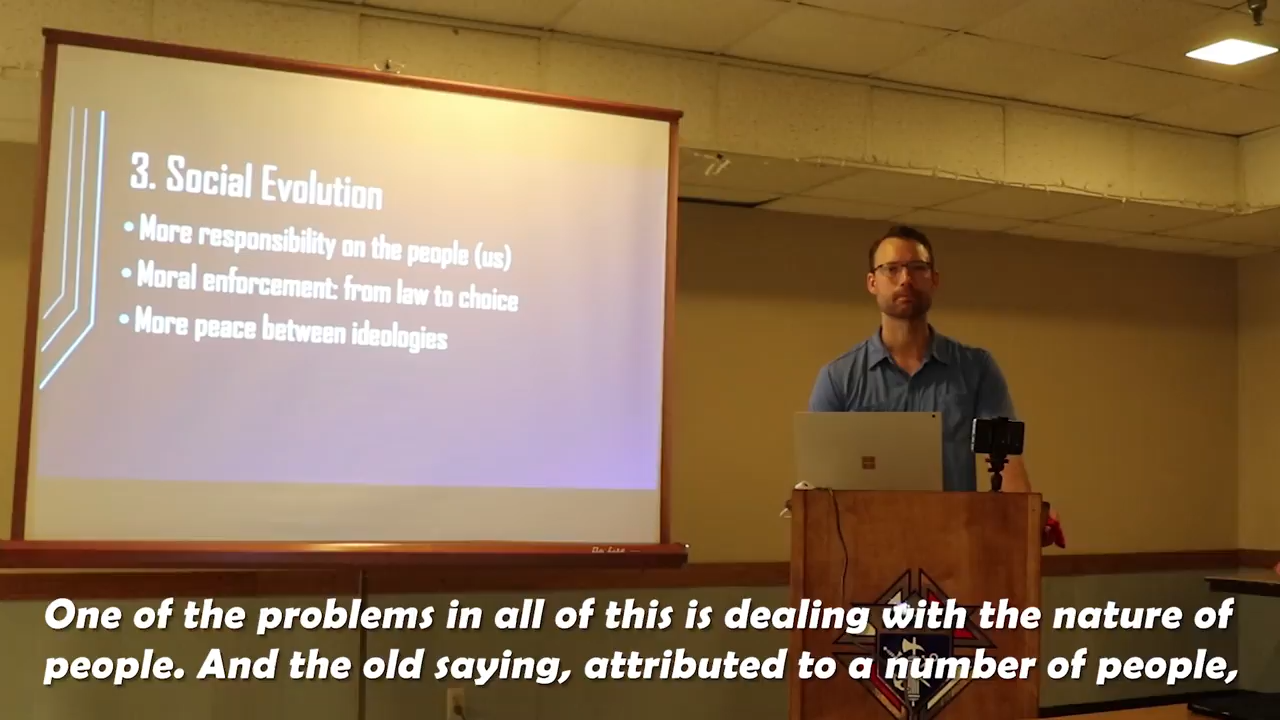 3. Social Evolution
• More responsibility on the people (us)
• Moral enforcement: from law to choice
• More peace between ideologies
One of the problems in all of this is dealing with the nature of
people. And the old saying, attributed to a number of people,